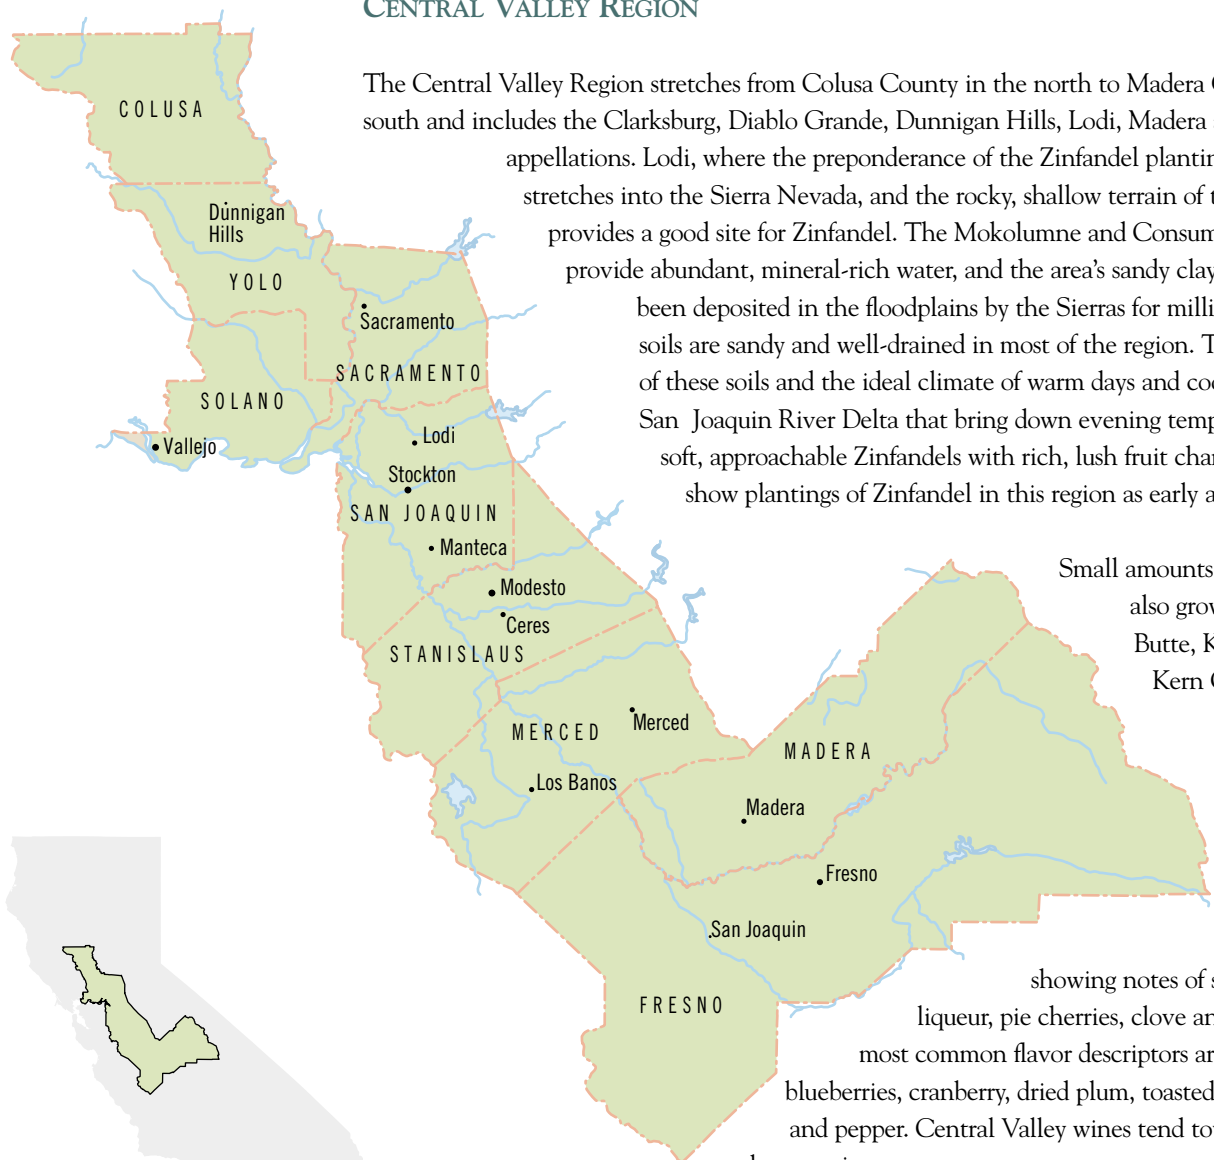 CENTRAL VALLEY REGION
The Central Valley Region stretches from Colusa County in the north to Madera
south and includes the Clarksburg, Diablo Grande, Dunnigan Hills, Lodi, Madera
appellations. Lodi, where the preponderance of the Zinfandel
stretches into the Sierra Nevada, and the rocky, shallow terrain of
provides a good site for Zinfandel. The Mokolumne and
provide abundant, mineral-rich water, and the area's sandy clay
been deposited in the floodplains by the Sierras for
soils are sandy and well-drained in most of the region.
of these soils and the ideal climate of warm days and
San Joaquin River Delta that bring down evening
soft, approachable Zinfandels with rich, lush fruit
show plantings of Zinfandel in this region as early
Small amounts
also
Butte,
Kern
showing notes of
liqueur, pie cherries, clove
most common flavor descriptors
blueberries, cranberry, dried plum, toasted
and pepper. Central Valley wines tend
COLUSA
Dunnigan
Hills
YOLO
Sacramento
SACRAMENTO
SOLANO
Vallejo
Lodi
Stockton
SAN JOAQUIN
Manteca
Modesto
Ceres
STANISLAUS
MERCED
Merced
MADERA
Los Banos
Madera
Fresno
San Joaquin
FRESNO